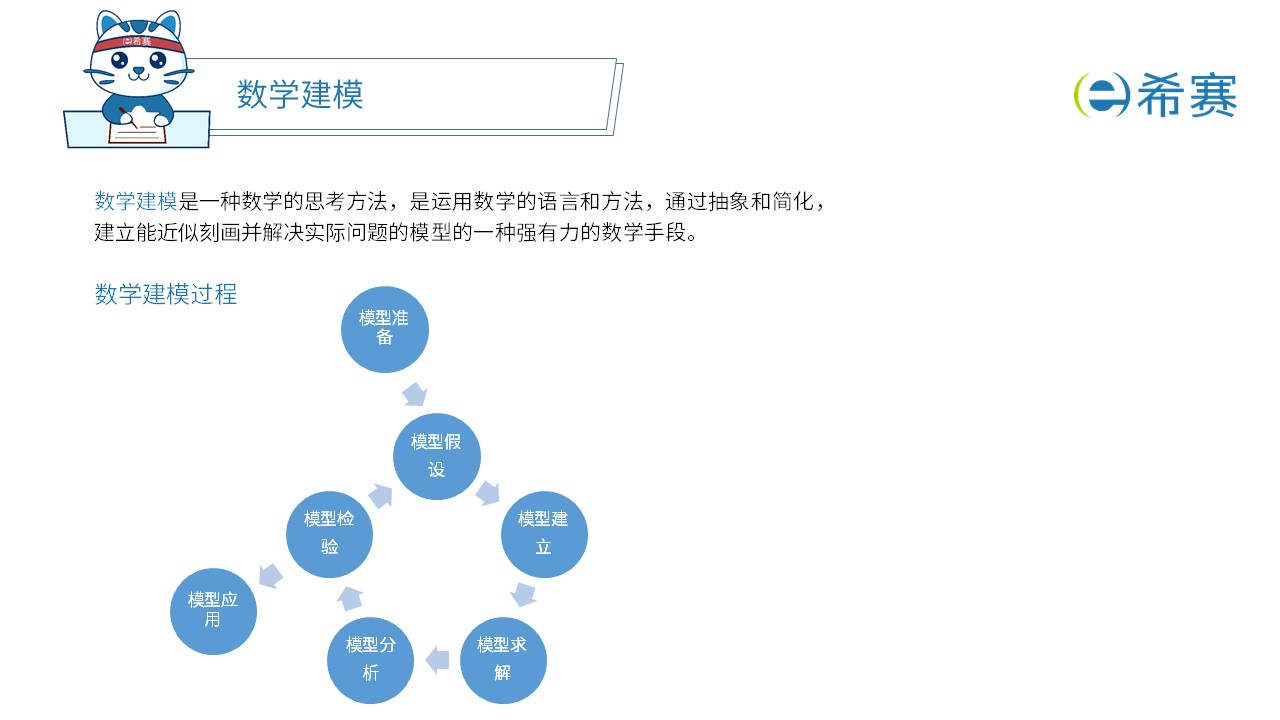 希赛
数学建模
希赛
数学建模是一种数学的思考方法，是运用数学的语言和方法，通过抽象和简化，
建立能近似刻画并解决实际问题的模型的一种强有力的数学手段。
数学建模过程
模型准
备
模型假
设
模型检
验
模型建
立
模型应
用
模型分
析
模型求
解